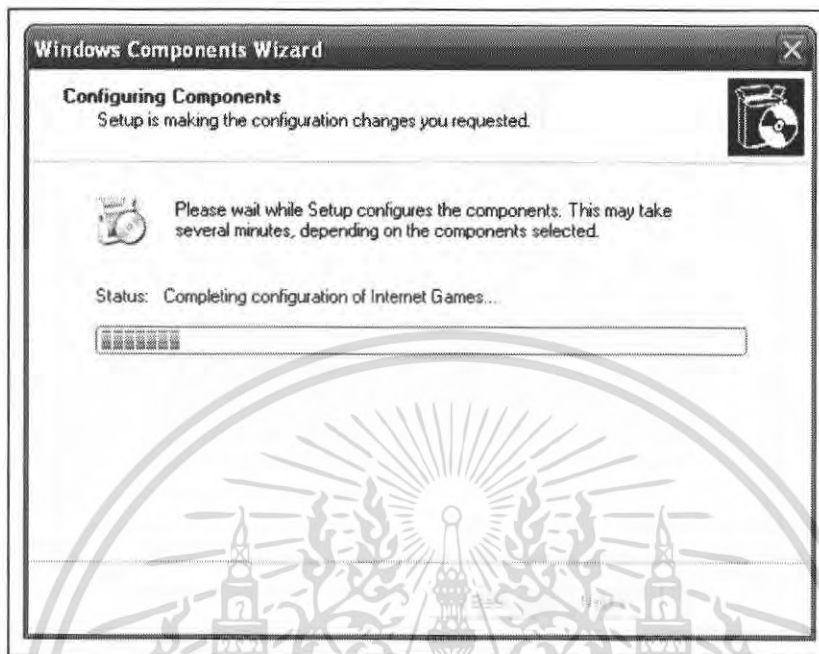 Windows Components Wizard
Configuring Components
Setup is making the configuration changes you requested.
Please wait while Setup configures the components. This may take
several minutes, depending on the components selected.
Status: Completing configuration of Internet Games...